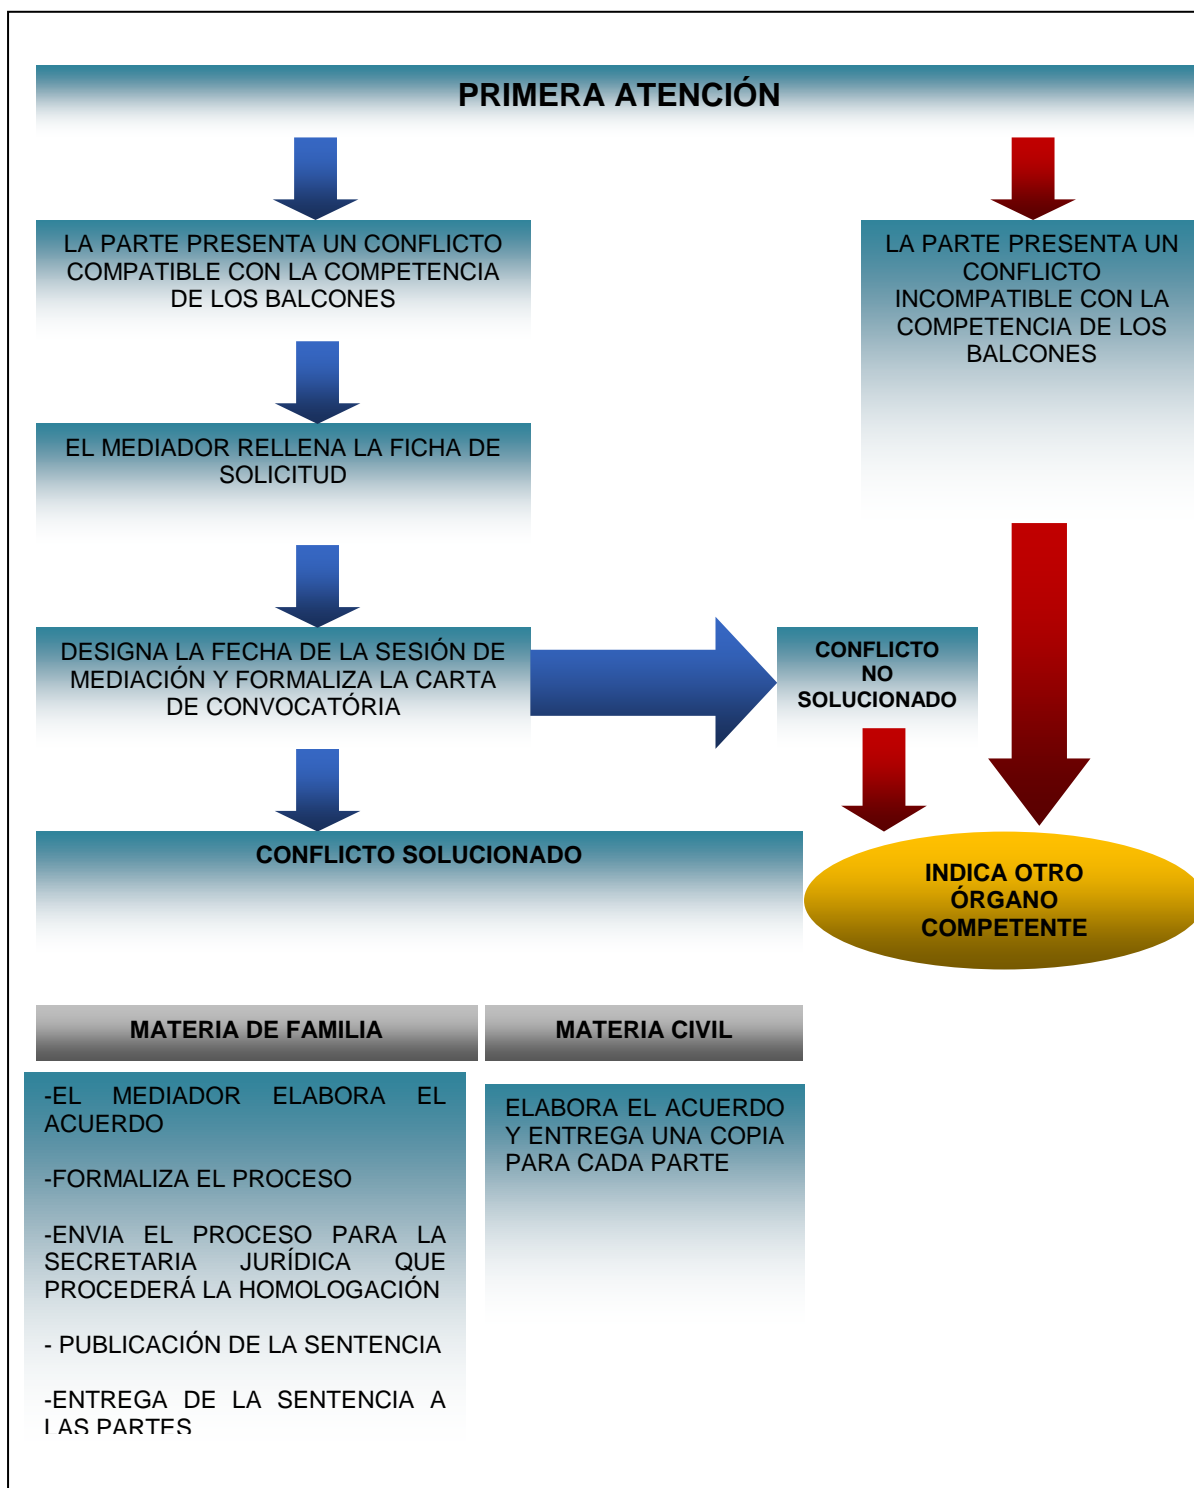 PRIMERA ATENCIÓN
LA PARTE PRESENTA UN CONFLICTO
COMPATIBLE CON LA COMPETENCIA
DE LOS BALCONES
LA PARTE PRESENTA UN
CONFLICTO
INCOMPATIBLE CON LA
COMPETENCIA DE LOS
BALCONES
EL MEDIADOR RELLENA LA FICHA DE
SOLICITUD
DESIGNA LA FECHA DE LA SESIÓN DE
MEDIACIÓN Y FORMALIZA LA CARTA
DE CONVOCATÓRIA
CONFLICTO
NO
SOLUCIONADO
CONFLICTO SOLUCIONADO
INDICA OTRO
ÓRGANO
COMPETENTE
MATERIA DE FAMILIA
-EL MEDIADOR ELABORA EL
ACUERDO
-FORMALIZA EL PROCESO
-ENVIA EL PROCESO PARA LA
SECRETARIA JURÍDICA QUE
PROCEDERÁ LA HOMOLOGACIÓN
- PUBLICACIÓN DE LA SENTENCIA
-ENTREGA DE LA SENTENCIA A
LAS PARTES
MATERIA CIVIL
ELABORA EL ACUERDO
Y ENTREGA UNA COPIA
PARA CADA PARTE